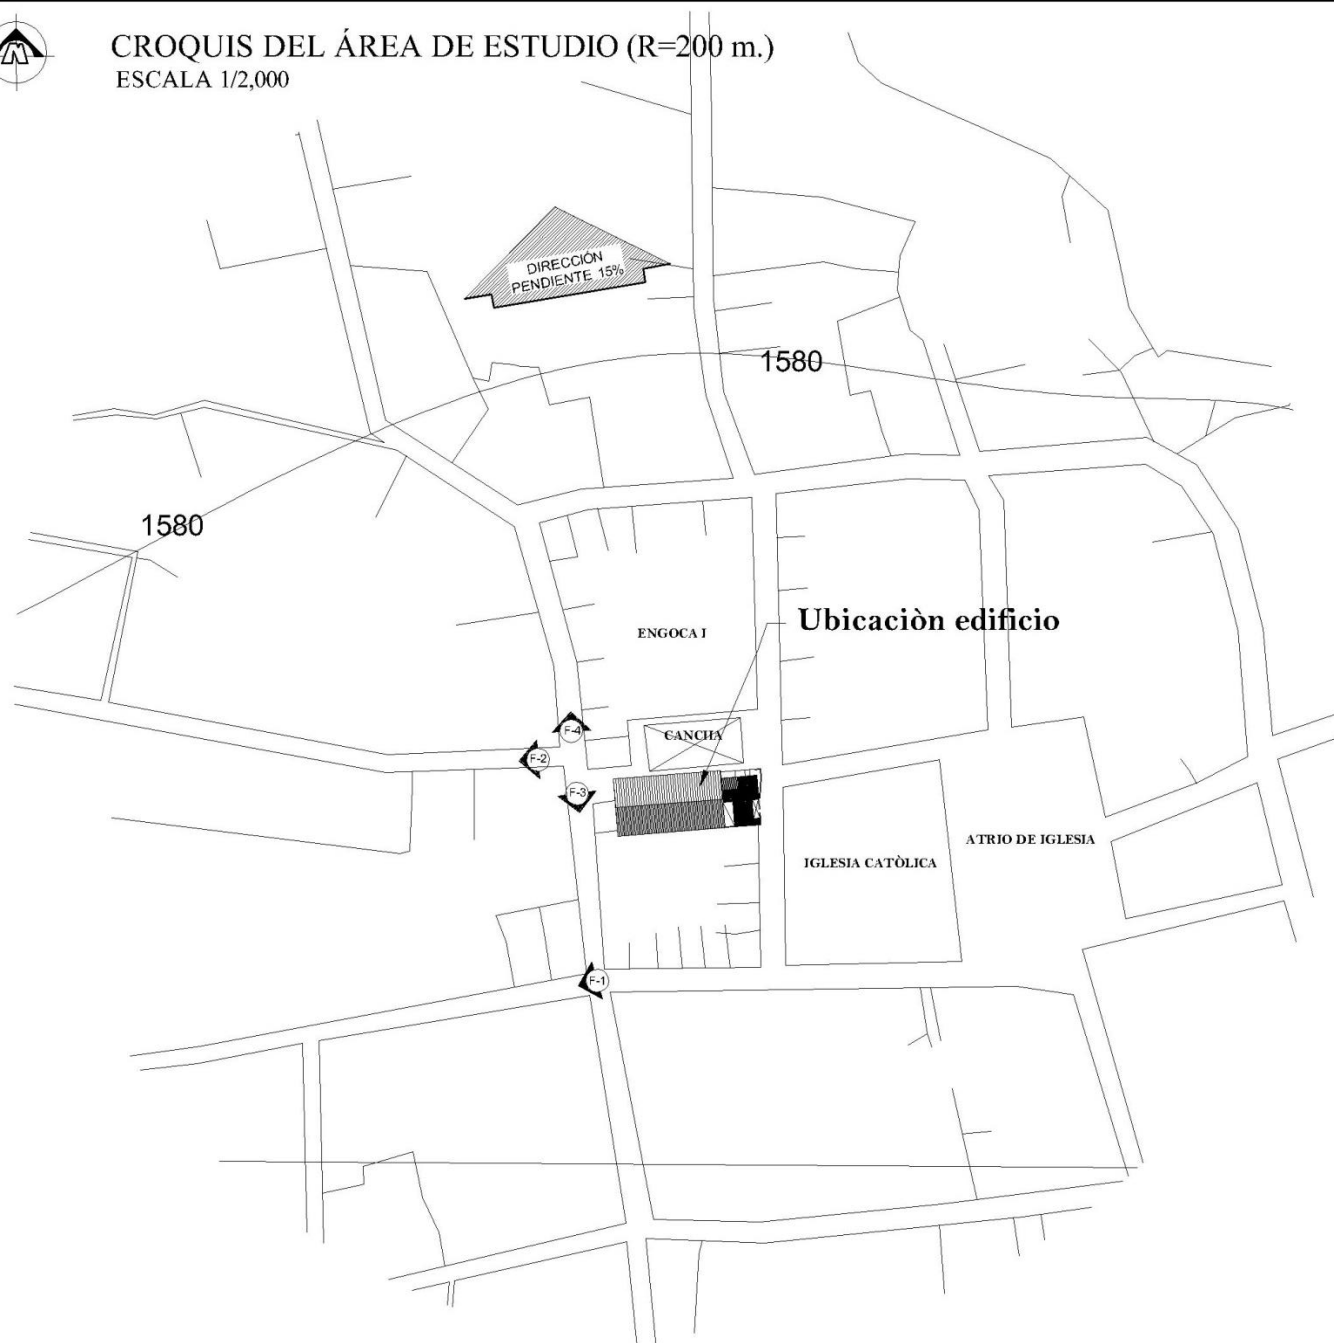 N
CROQUIS DEL ÁREA DE ESTUDIO (R=200 m.)
ESCALA 1/2,000
DIRECCIÓN
PENDIENTE 15%
1580
1580
Ubicaciòn edificio
ENGOCA I
CANCHA
F-4
F-2
F-3
ATRIO DE IGLESIA
IGLESIA CATÒLICA
F-1